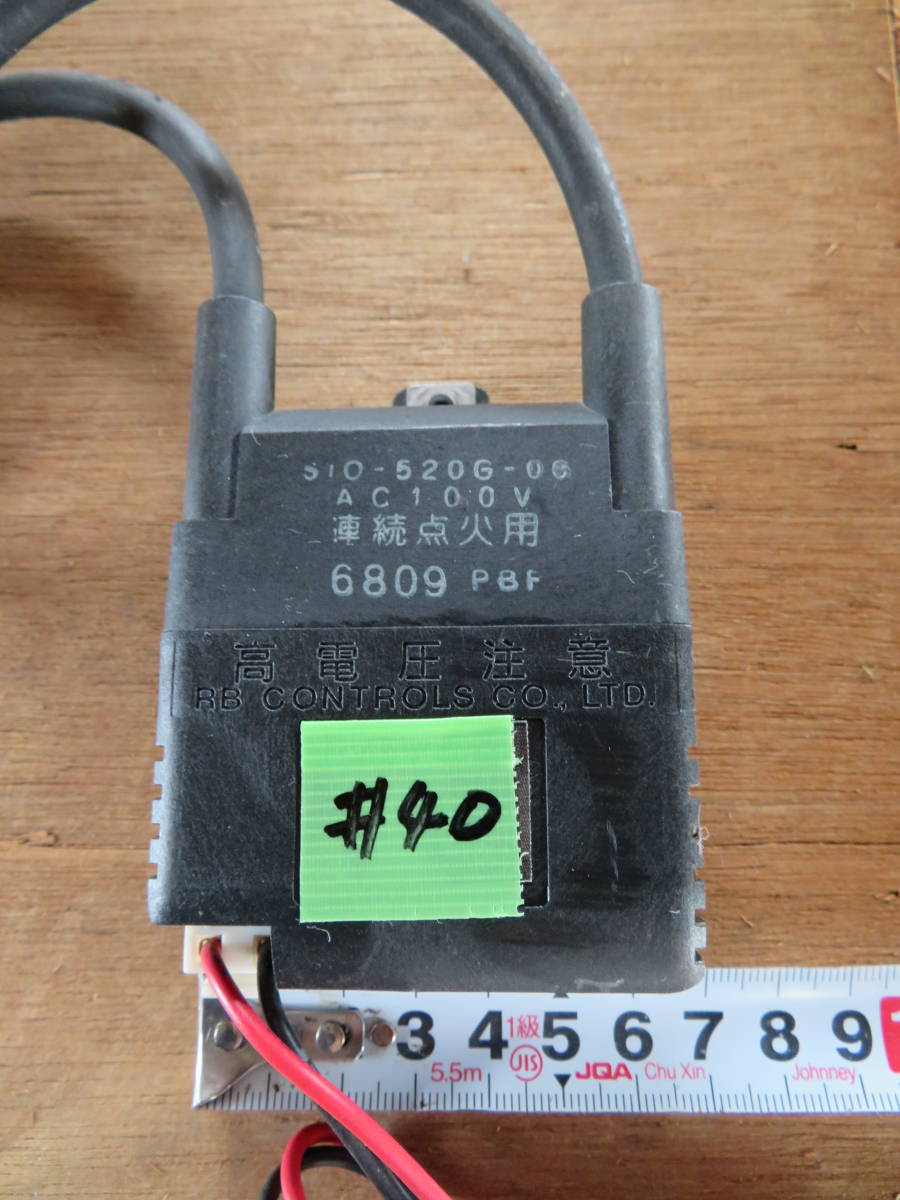 SIO-520G-06
AC100V
連続点火用
6809 PBF
高電圧注意
RB CONTROLS CO., LTD.
#40
3 4 1級 5 6 7 8 9 1
5.5m JIS JQA Chu Xin Johnney